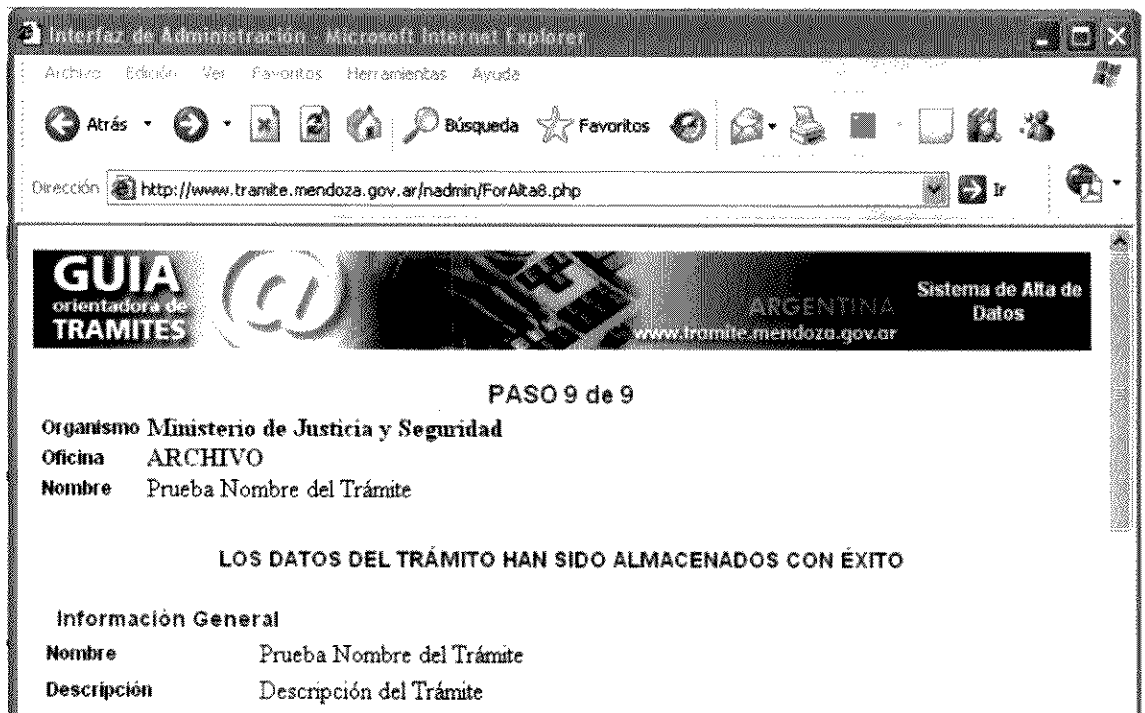 Interfaz de Administración - Microsoft Internet Explorer
Archivo Edición Ver Favoritos Herramientas Ayuda
Atrás Búsqueda Favoritos
Dirección http://www.tramite.mendoza.gov.ar/nadmin/ForAlta8.php Ir
GUIA
orientadora de
TRAMITES
@
ARGENTINA
www.tramite.mendoza.gov.ar
Sistema de Alta de
Datos
PASO 9 de 9
Organismo Ministerio de Justicia y Seguridad
Oficina ARCHIVO
Nombre Prueba Nombre del Trámite
LOS DATOS DEL TRÁMITO HAN SIDO ALMACENADOS CON ÉXITO
Información General
Nombre Prueba Nombre del Trámite
Descripción Descripción del Trámite